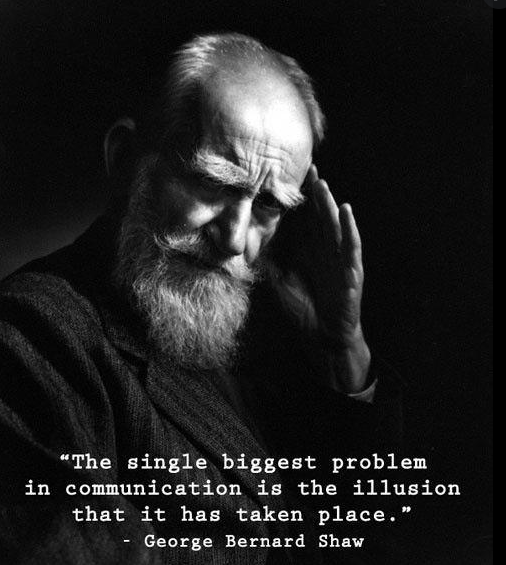 “The single biggest problem
in communication is the illusion
that it has taken place.”
- George Bernard Shaw